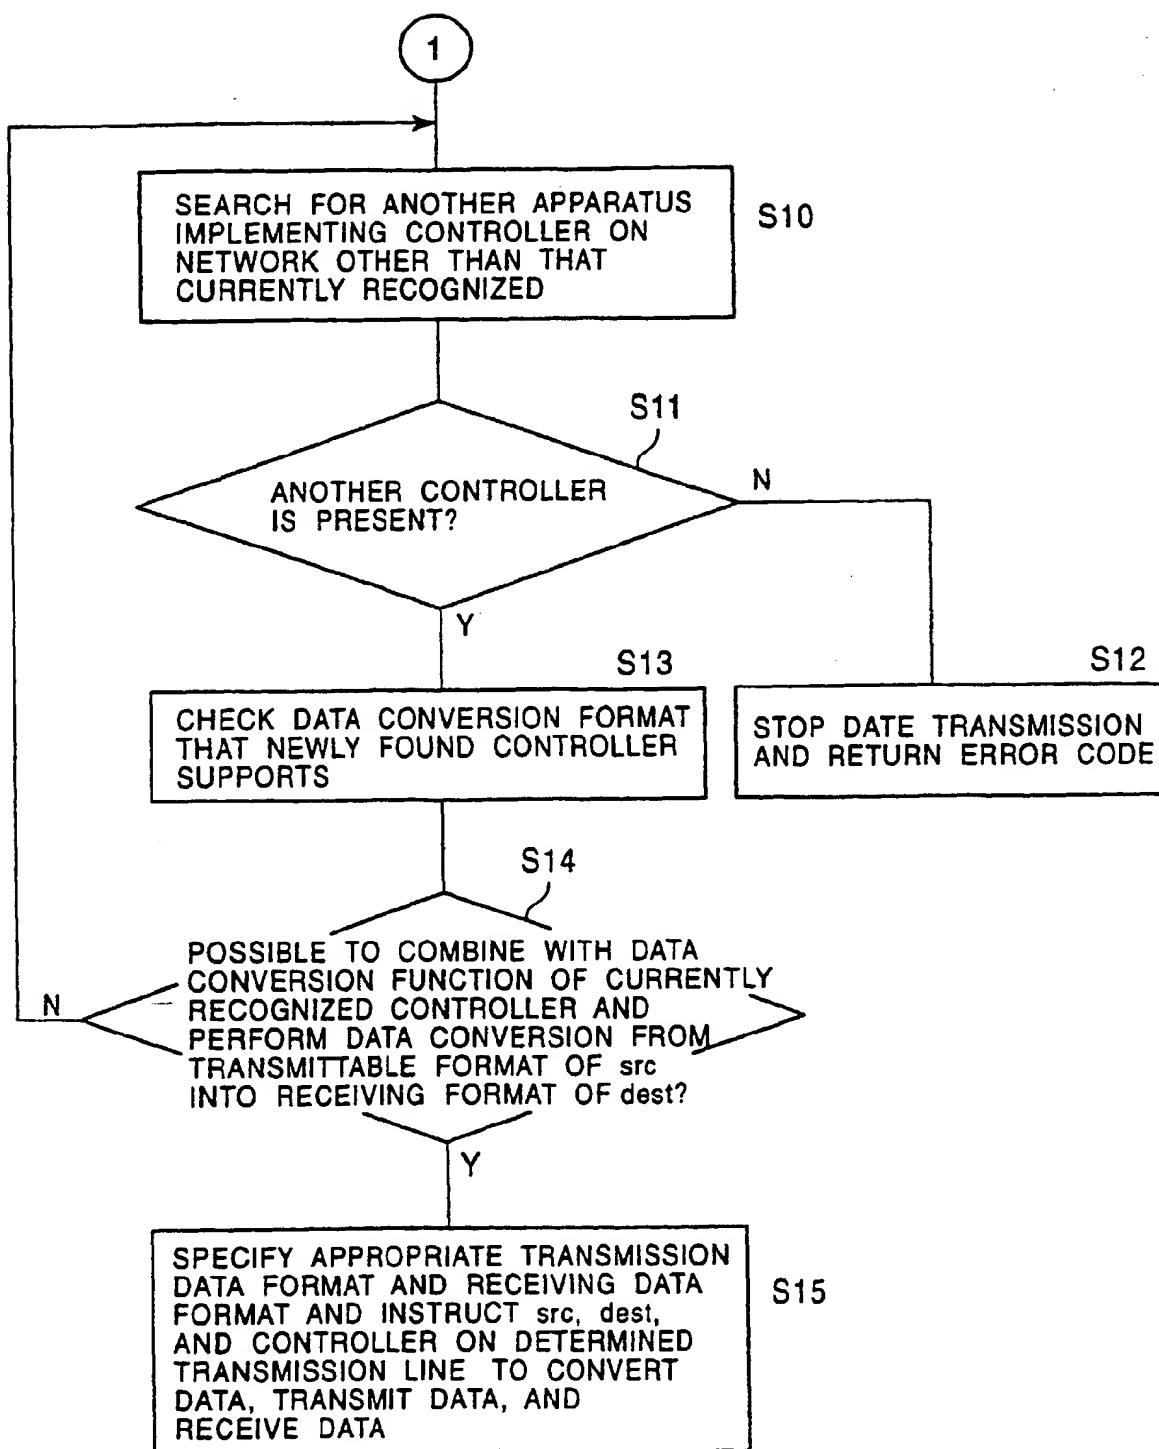 1
SEARCH FOR ANOTHER APPARATUS
IMPLEMENTING CONTROLLER ON
NETWORK OTHER THAN THAT
CURRENTLY RECOGNIZED
S10
S11
ANOTHER CONTROLLER
IS PRESENT?
N
Y
S13
CHECK DATA CONVERSION FORMAT
THAT NEWLY FOUND CONTROLLER
SUPPORTS
S12
STOP DATE TRANSMISSION
AND RETURN ERROR CODE
S14
POSSIBLE TO COMBINE WITH DATA
CONVERSION FUNCTION OF CURRENTLY
RECOGNIZED CONTROLLER AND
PERFORM DATA CONVERSION FROM
TRANSMITTABLE FORMAT OF src
INTO RECEIVING FORMAT OF dest?
N
Y
SPECIFY APPROPRIATE TRANSMISSION
DATA FORMAT AND RECEIVING DATA
FORMAT AND INSTRUCT src, dest,
AND CONTROLLER ON DETERMINED
TRANSMISSION LINE TO CONVERT
DATA, TRANSMIT DATA, AND
RECEIVE DATA
S15